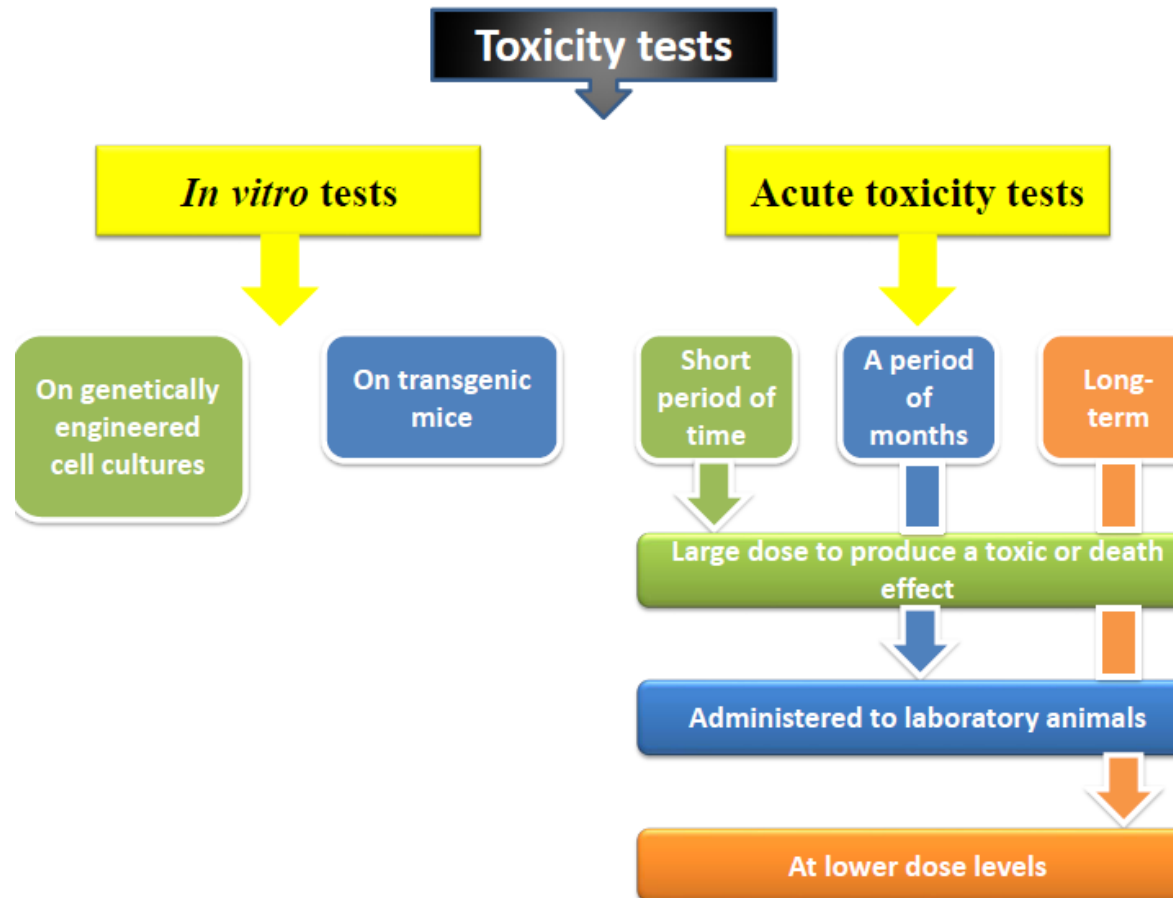 Toxicity tests
In vitro tests
Acute toxicity tests
On genetically
engineered
cell cultures
On transgenic
mice
Short
period of
time
A period
of
months
Long-
term
Large dose to produce a toxic or death
effect
Administered to laboratory animals
At lower dose levels